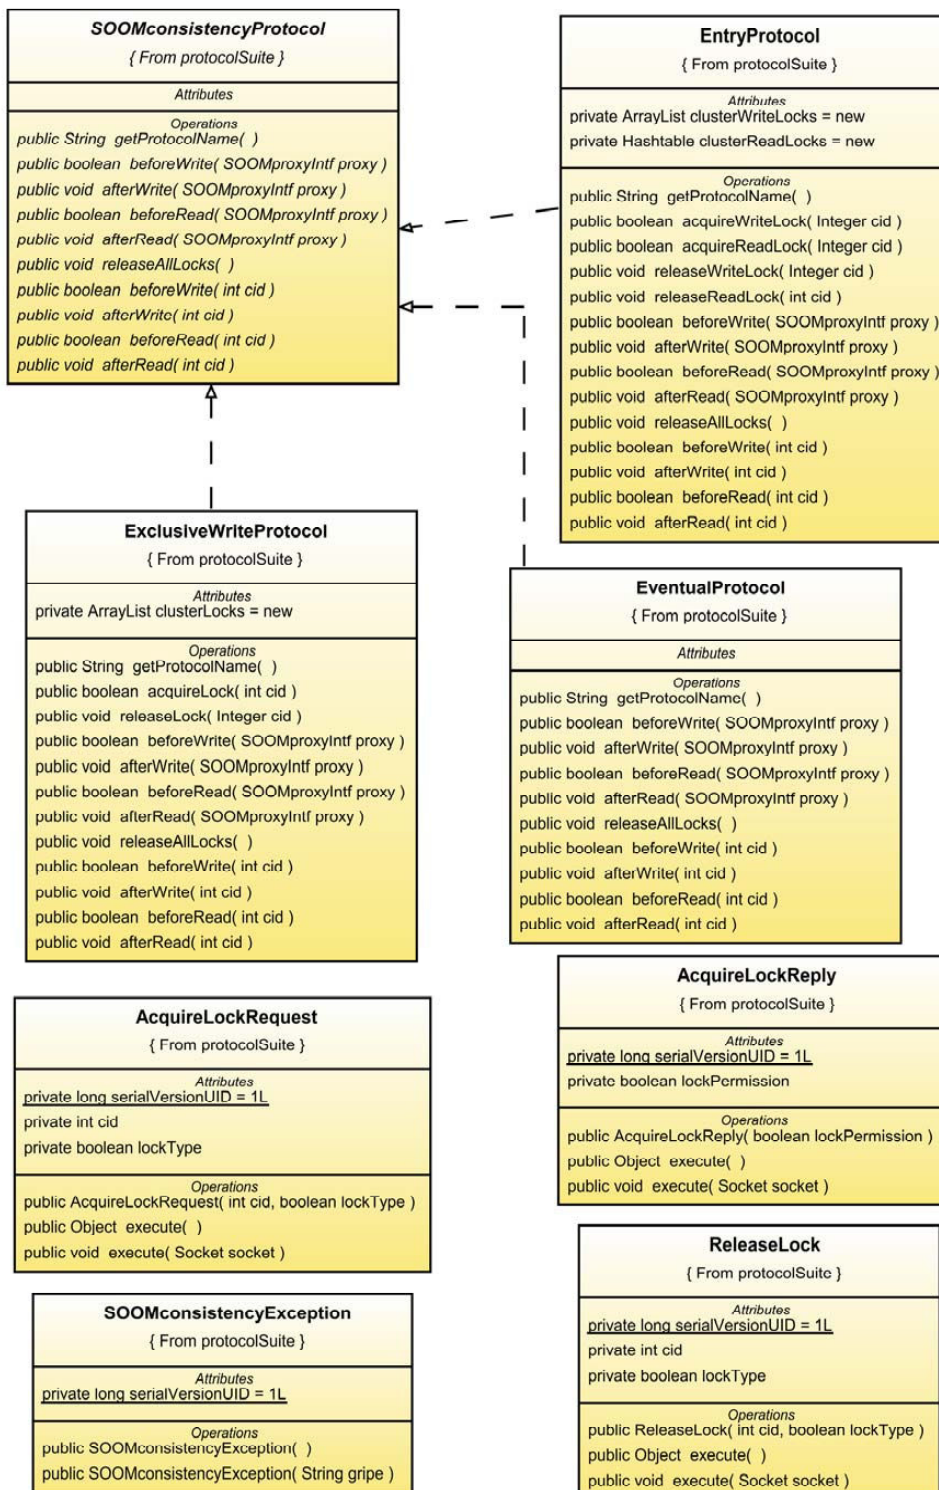 SOOMconsistencyProtocol
{ From protocolSuite }
Attributes
Operations
public String getProtocolName( )
public boolean beforeWrite( SOOMproxyIntf proxy )
public void afterWrite( SOOMproxyIntf proxy )
public boolean beforeRead( SOOMproxyIntf proxy )
public void afterRead( SOOMproxyIntf proxy )
public void releaseAllLocks( )
public boolean beforeWrite( int cid )
public void afterWrite( int cid )
public boolean beforeRead( int cid )
public void afterRead( int cid )
EntryProtocol
{ From protocolSuite }
Attributes
private ArrayList clusterWriteLocks = new
private Hashtable clusterReadLocks = new
Operations
public String getProtocolName( )
public boolean acquireWriteLock( Integer cid )
public boolean acquireReadLock( Integer cid )
public void releaseWriteLock( Integer cid )
public void releaseReadLock( int cid )
public boolean beforeWrite( SOOMproxyIntf proxy )
public void afterWrite( SOOMproxyIntf proxy )
public boolean beforeRead( SOOMproxyIntf proxy )
public void afterRead( SOOMproxyIntf proxy )
public void releaseAllLocks( )
public boolean beforeWrite( int cid )
public void afterWrite( int cid )
public boolean beforeRead( int cid )
public void afterRead( int cid )
ExclusiveWriteProtocol
{ From protocolSuite }
Attributes
private ArrayList clusterLocks = new
Operations
public String getProtocolName( )
public boolean acquireLock( int cid )
public void releaseLock( Integer cid )
public boolean beforeWrite( SOOMproxyIntf proxy )
public void afterWrite( SOOMproxyIntf proxy )
public boolean beforeRead( SOOMproxyIntf proxy )
public void afterRead( SOOMproxyIntf proxy )
public void releaseAllLocks( )
public boolean beforeWrite( int cid )
public void afterWrite( int cid )
public boolean beforeRead( int cid )
public void afterRead( int cid )
EventualProtocol
{ From protocolSuite }
Attributes
Operations
public String getProtocolName( )
public boolean beforeWrite( SOOMproxyIntf proxy )
public void afterWrite( SOOMproxyIntf proxy )
public boolean beforeRead( SOOMproxyIntf proxy )
public void afterRead( SOOMproxyIntf proxy )
public void releaseAllLocks( )
public boolean beforeWrite( int cid )
public void afterWrite( int cid )
public boolean beforeRead( int cid )
public void afterRead( int cid )
AcquireLockRequest
{ From protocolSuite }
Attributes
private long serialVersionUID = 1L
private int cid
private boolean lockType
Operations
public AcquireLockRequest( int cid, boolean lockType )
public Object execute( )
public void execute( Socket socket )
AcquireLockReply
{ From protocolSuite }
Attributes
private long serialVersionUID = 1L
private boolean lockPermission
Operations
public AcquireLockReply( boolean lockPermission )
public Object execute( )
public void execute( Socket socket )
SOOMconsistencyException
{ From protocolSuite }
Attributes
private long serialVersionUID = 1L
Operations
public SOOMconsistencyException( )
public SOOMconsistencyException( String gripe )
ReleaseLock
{ From protocolSuite }
Attributes
private long serialVersionUID = 1L
private int cid
private boolean lockType
Operations
public ReleaseLock( int cid, boolean lockType )
public Object execute( )
public void execute( Socket socket )